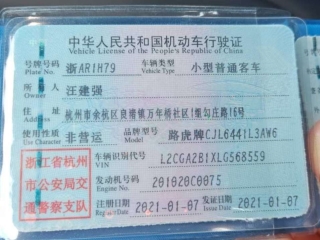 中华人民共和国机动车行驶证
Vehicle License of the People's Republic of China
号牌号码 浙AR1H79 车辆类型 小型普通客车
Plate No. Vehicle Type
所有人 汪建强
Owner
住址 杭州市余杭区良渚镇万年桥社区1组勾庄路16号
Address
使用性质 非营运 品牌型号 路虎牌CJL6441L3AW6
Use Character Model
浙江省杭州 车辆识别代号 L2CGA2B1XLG568559
VIN
市公安局交 发动机号码 201020C0075
Engine No.
通警察支队 注册日期 2021-01-07 发证日期 2021-01-07
Register Date Issue Date